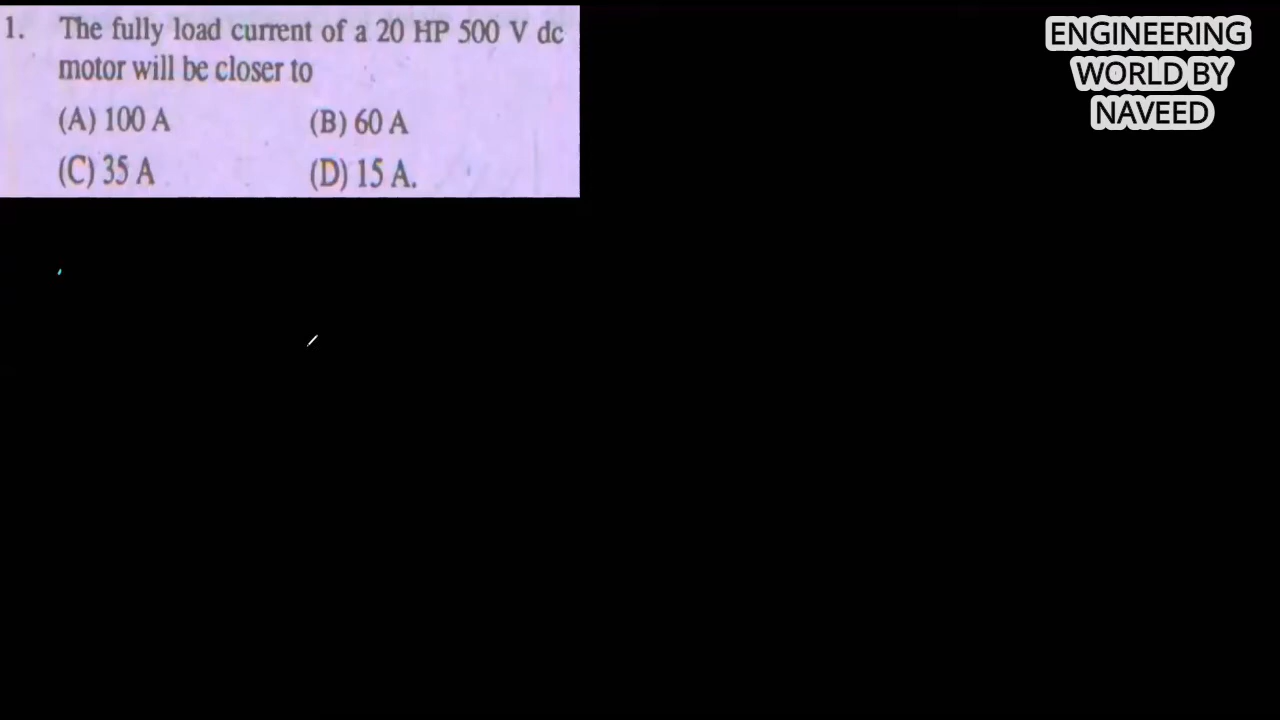 1. The fully load current of a 20 HP 500 V dc
motor will be closer to
(A) 100 A (B) 60 A
(C) 35 A (D) 15 A.
ENGINEERING
WORLD BY
NAVEED